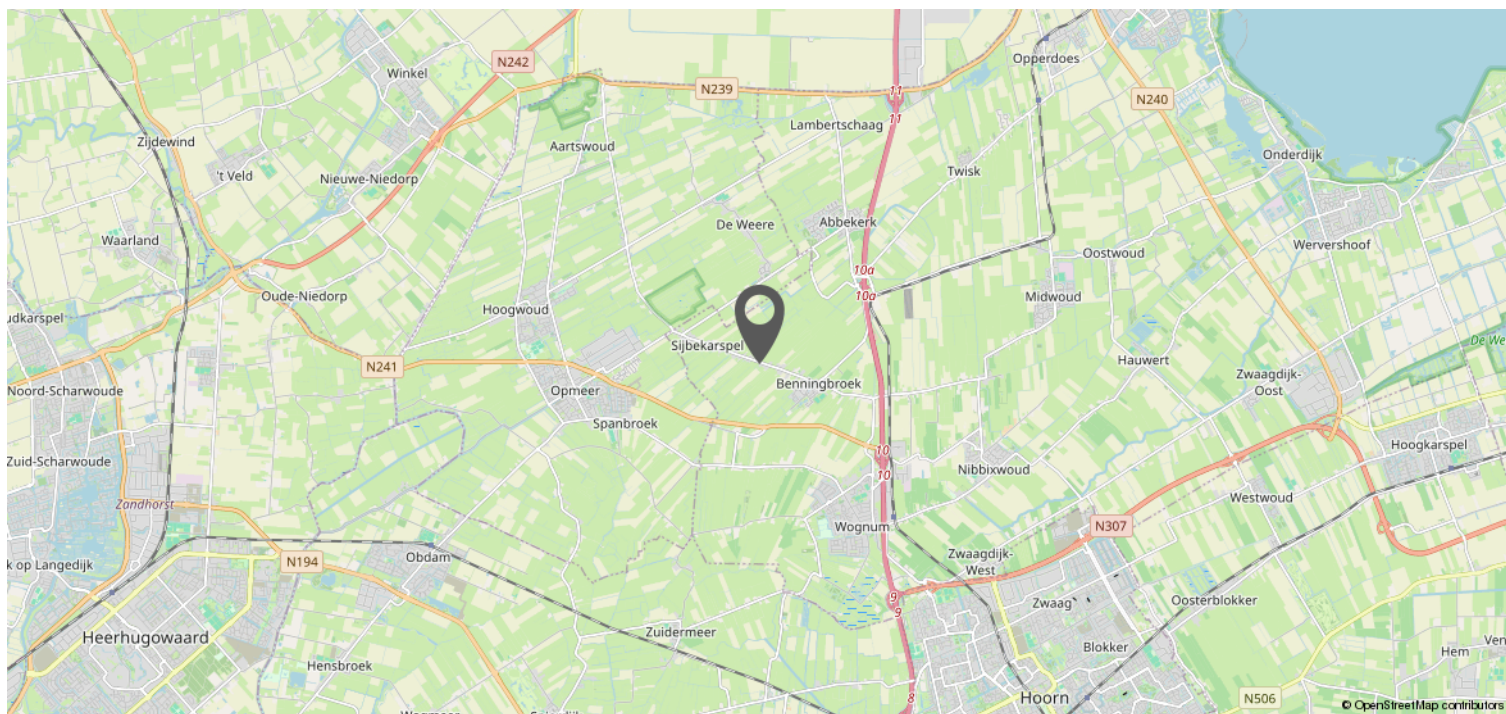 N242
Winkel
N239
Opperdoes
N240
11
11
Lambertschaag
Zijdewind
Aartswoud
Onderdijk
't Veld
Nieuwe-Niedorp
Twisk
De Weere
Abbekerk
Waarland
Wervershoof
Oostwoud
10a
10a
Oude-Niedorp
Midwoud
Hoogwoud
udkarspel
Sijbekarspel
De We
N241
Hauwert
Zwaagdijk-
Oost
Noord-Scharwoude
Opmeer
Benningbroek
Spanbroek
Hoogkarspel
10
10
Zuid-Scharwoude
Nibbixwoud
Westwoud
Zandhorst
Wognum
N307
k op Langedijk
N194
Obdam
Zwaagdijk-
West
9
9
Zwaag
Oosterblokker
Heerhugowaard
Zuidermeer
Blokker
Ven
Hem
Hensbroek
8
Hoorn
N506
© OpenStreetMap contributors